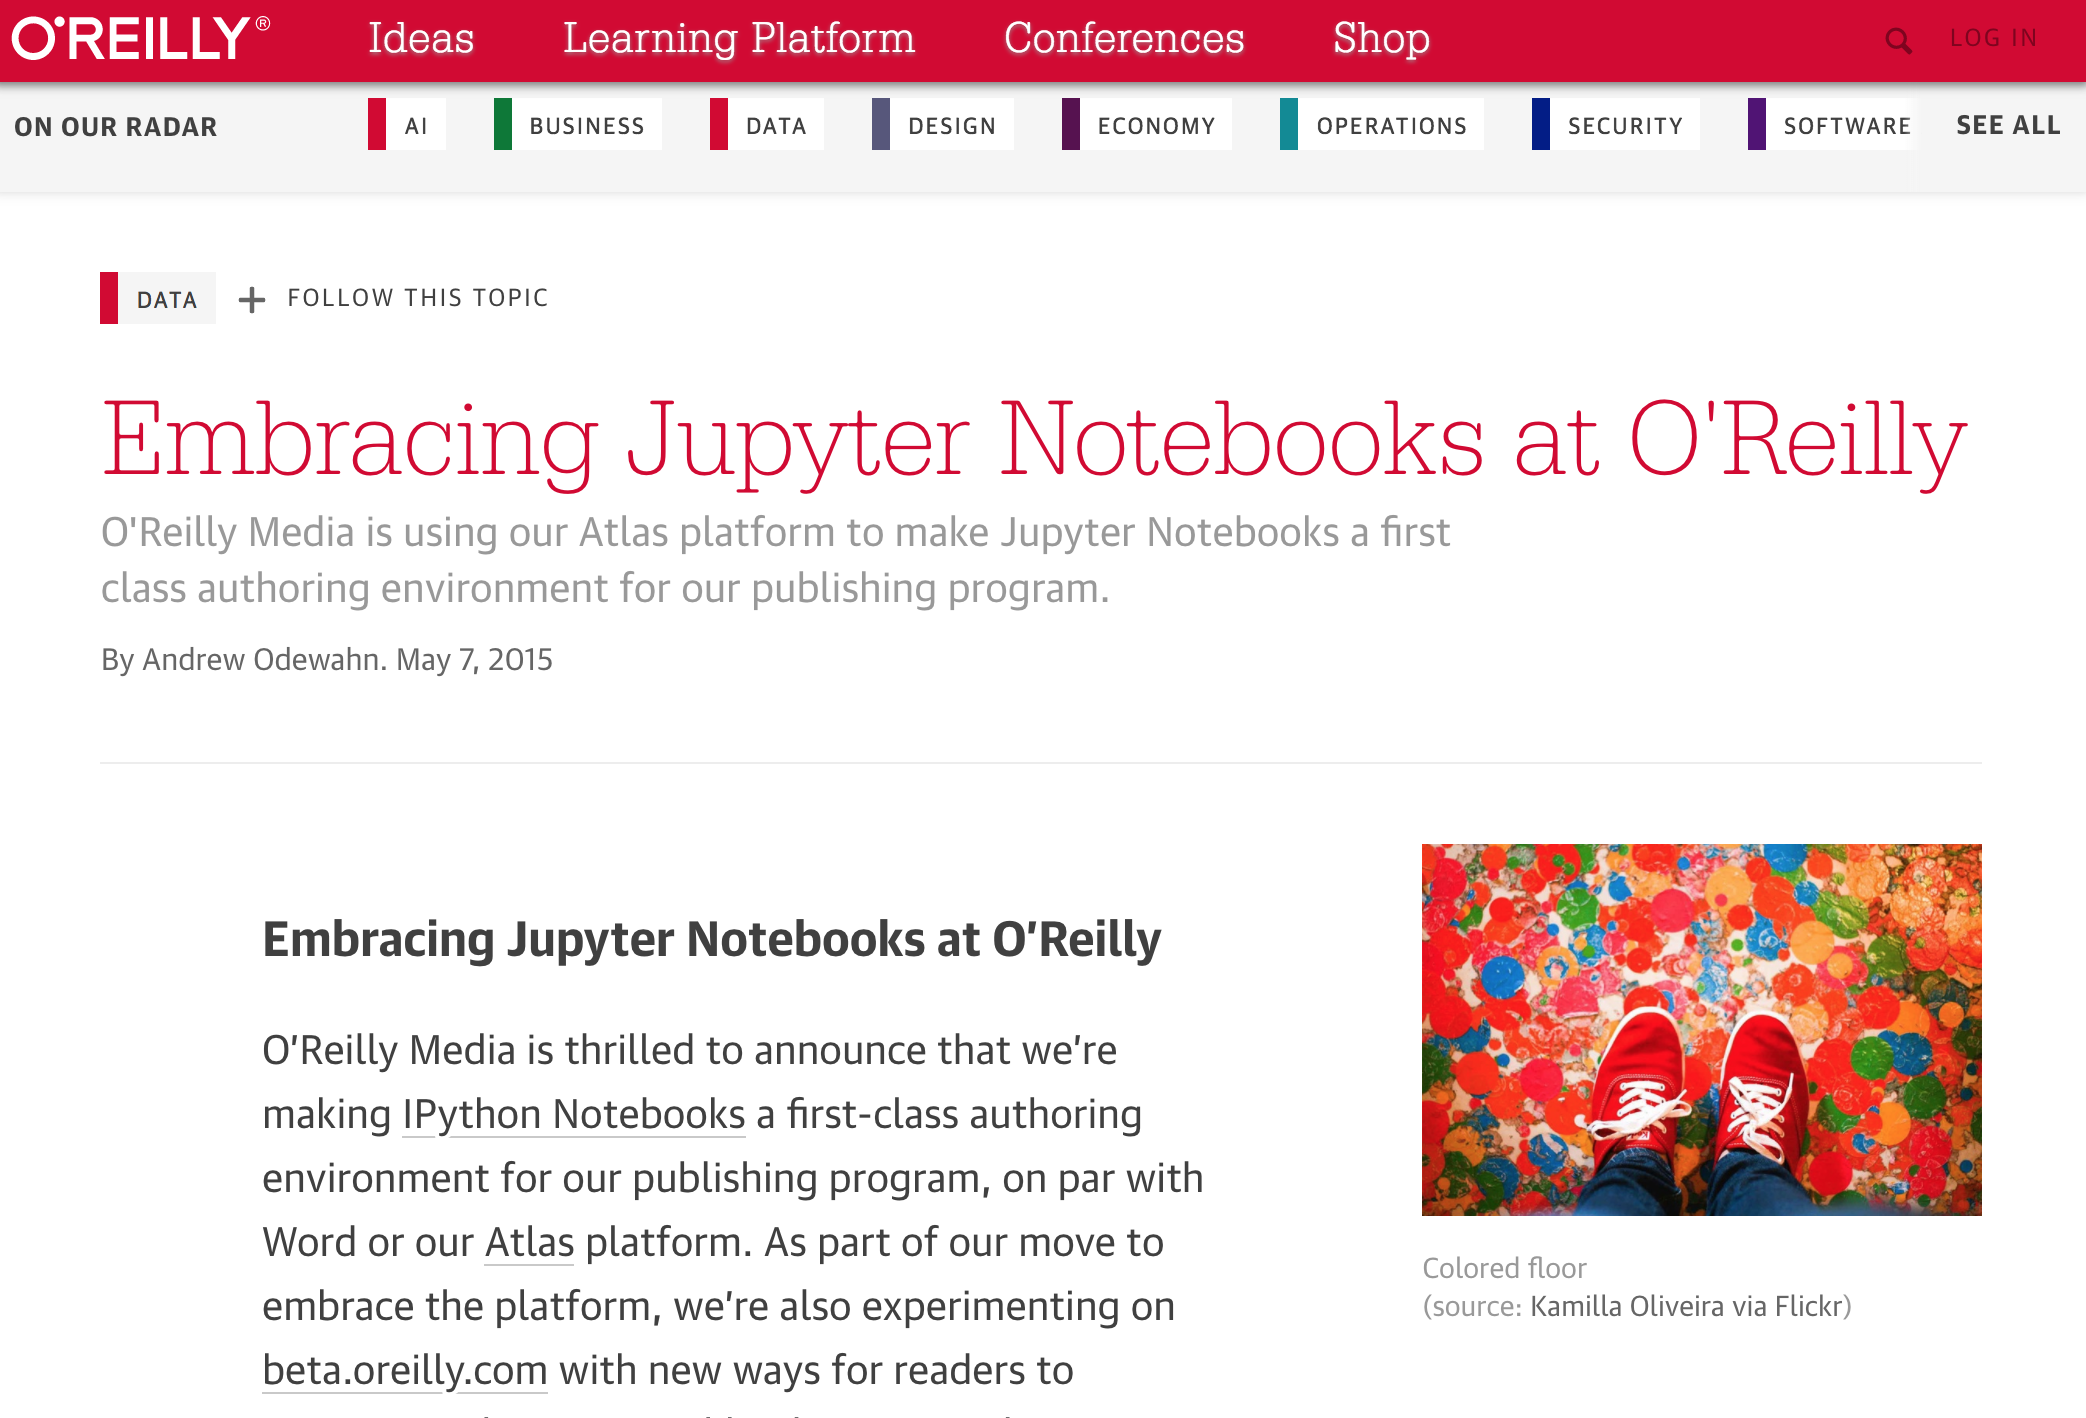 O'REILLY®
Ideas
Learning Platform
Conferences
Shop
LOG IN
ON OUR RADAR
AI
BUSINESS
DATA
DESIGN
ECONOMY
OPERATIONS
SECURITY
SOFTWARE
SEE ALL
DATA
+ FOLLOW THIS TOPIC
Embracing Jupyter Notebooks at O'Reilly
O'Reilly Media is using our Atlas platform to make Jupyter Notebooks a first
class authoring environment for our publishing program.
By Andrew Odewahn. May 7, 2015
Embracing Jupyter Notebooks at O’Reilly
O’Reilly Media is thrilled to announce that we’re
making IPython Notebooks a first-class authoring
environment for our publishing program, on par with
Word or our Atlas platform. As part of our move to
embrace the platform, we’re also experimenting on
beta.oreilly.com with new ways for readers to
Colored floor
(source: Kamilla Oliveira via Flickr)